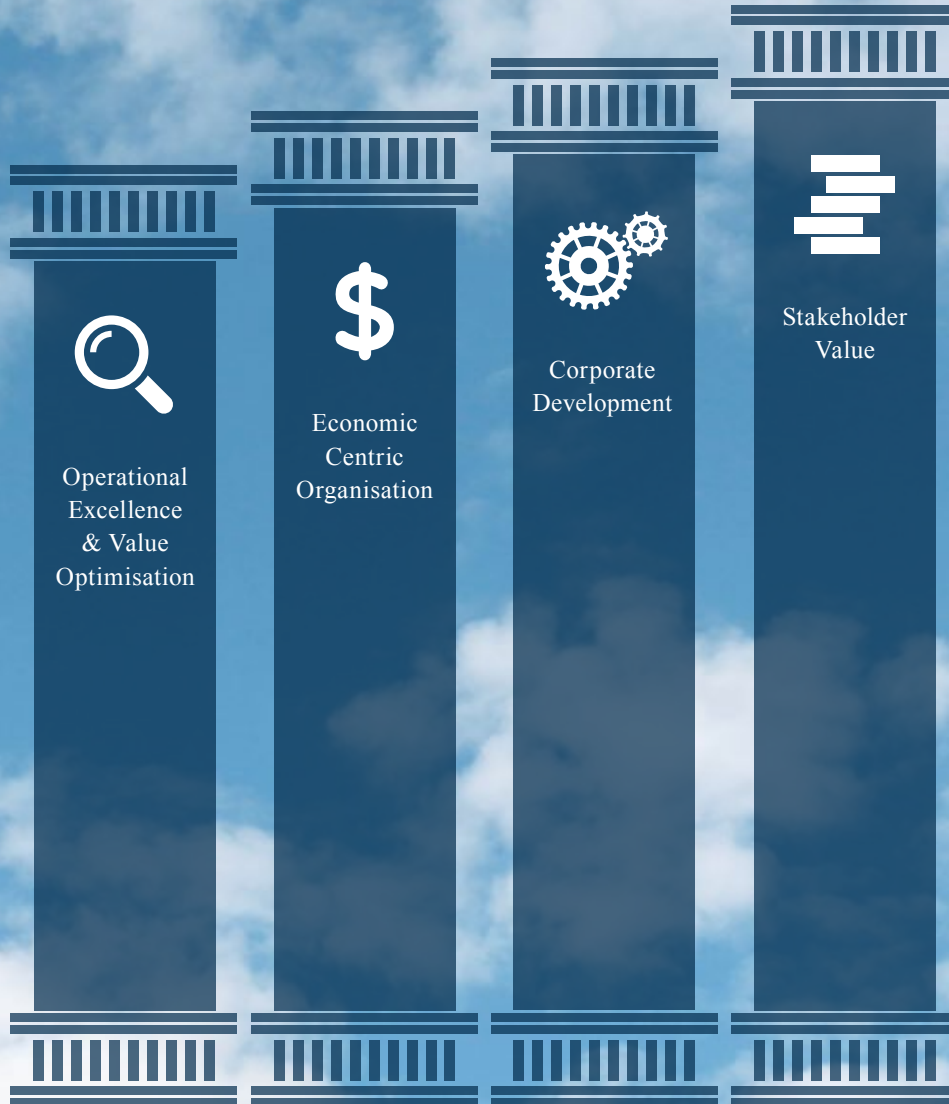 Operational
Excellence
& Value
Optimisation
$
Economic
Centric
Organisation
Corporate
Development
Stakeholder
Value